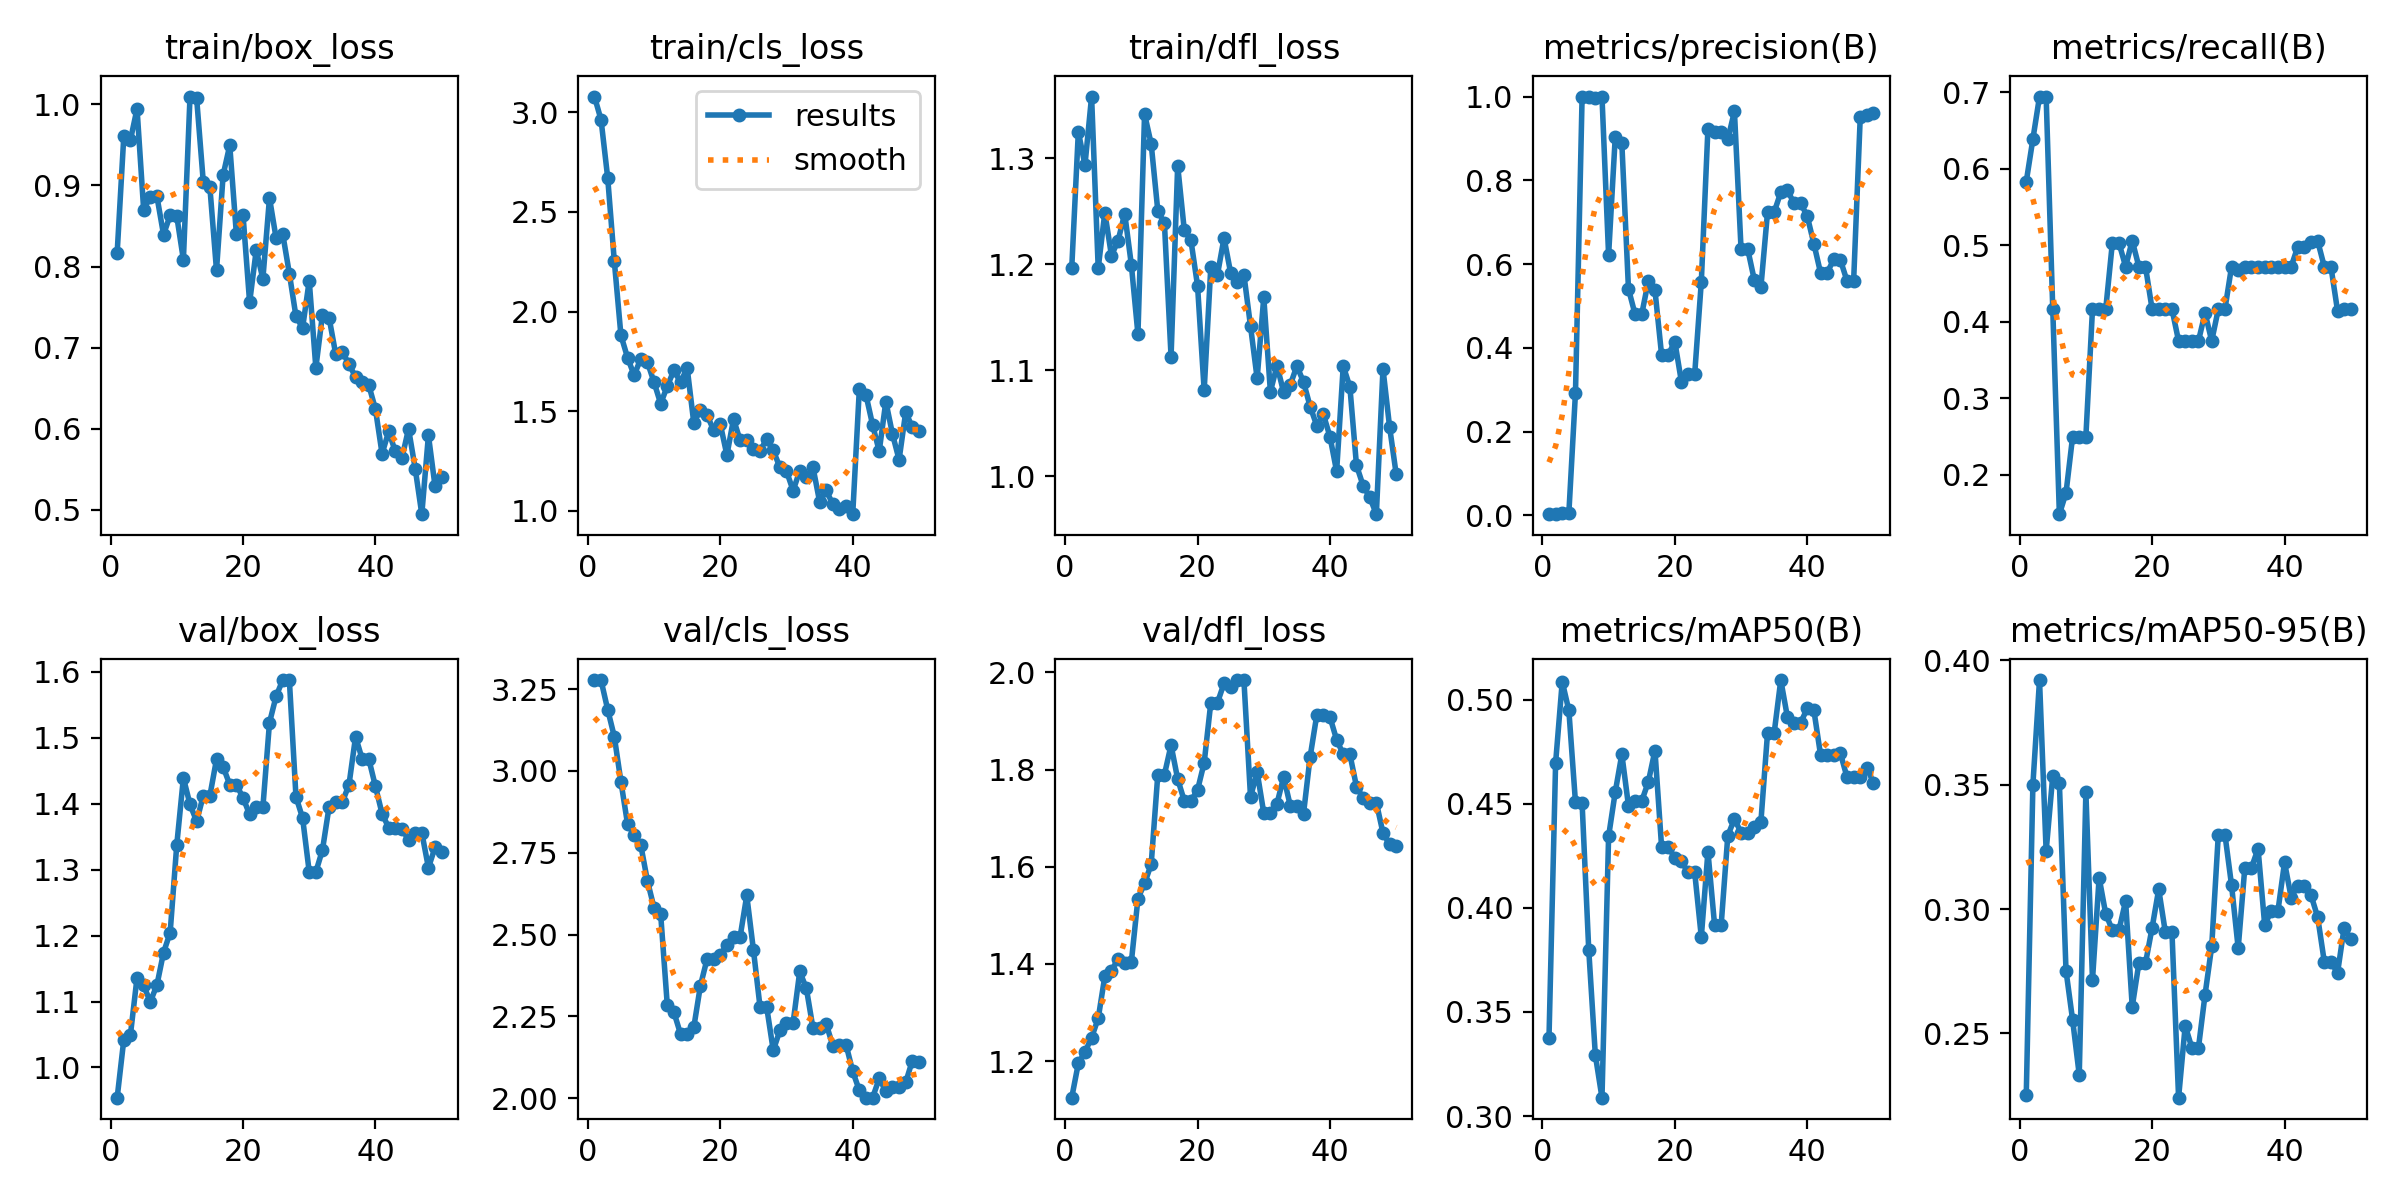 train/box_loss
1.0
0.9
0.8
0.7
0.6
0.5
0 20 40
train/cls_loss
results
smooth
3.0
2.5
2.0
1.5
1.0
0 20 40
train/dfl_loss
1.3
1.2
1.1
1.0
0 20 40
metrics/precision(B)
1.0
0.8
0.6
0.4
0.2
0.0
0 20 40
metrics/recall(B)
0.7
0.6
0.5
0.4
0.3
0.2
0 20 40
val/box_loss
1.6
1.5
1.4
1.3
1.2
1.1
1.0
0 20 40
val/cls_loss
3.25
3.00
2.75
2.50
2.25
2.00
0 20 40
val/dfl_loss
2.0
1.8
1.6
1.4
1.2
0 20 40
metrics/mAP50(B)
0.50
0.45
0.40
0.35
0.30
0 20 40
metrics/mAP50-95(B)
0.40
0.35
0.30
0.25
0 20 40